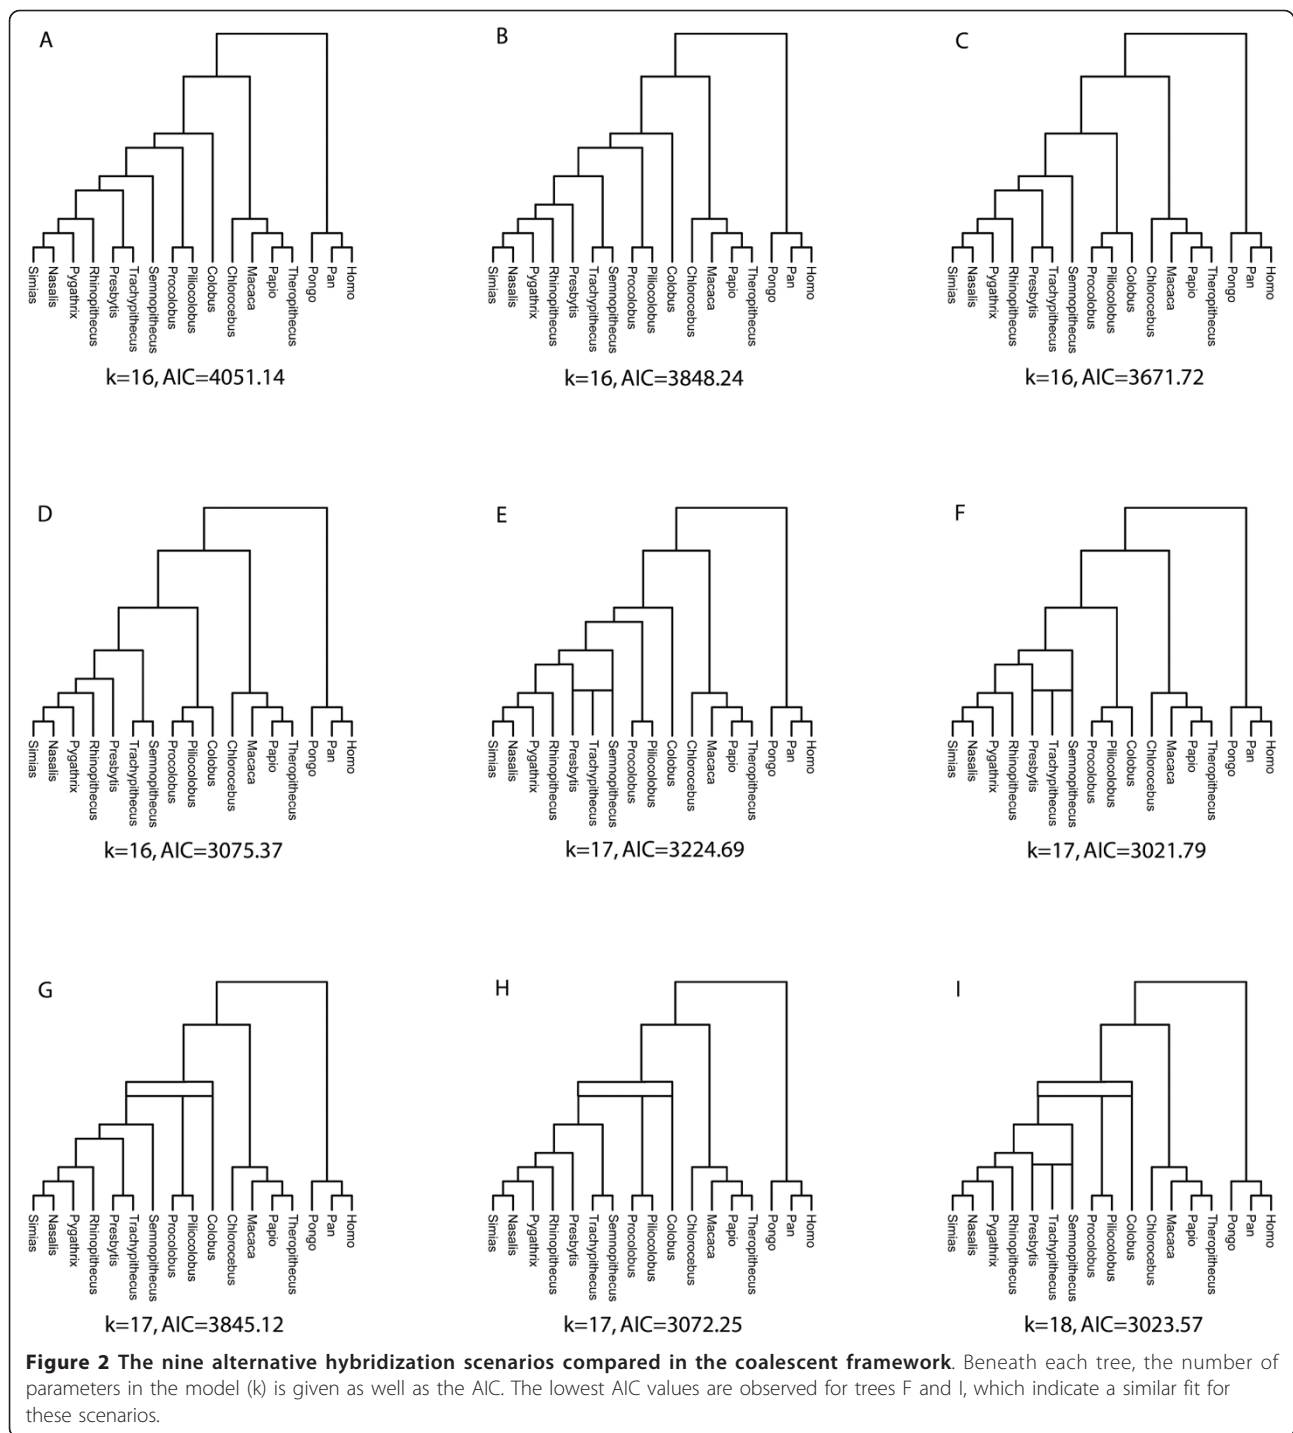 A
B
C
Simias Nasalis Pygathrix Rhinopithecus Presbytis Trachypithecus Semnopithecus Procolobus Piliocolobus Colobus Chlorocebus Macaca Papio Theropithecus Pongo Pan Homo
Simias Nasalis Pygathrix Rhinopithecus Presbytis Trachypithecus Semnopithecus Procolobus Piliocolobus Colobus Chlorocebus Macaca Papio Theropithecus Pongo Pan Homo
Simias Nasalis Pygathrix Rhinopithecus Presbytis Trachypithecus Semnopithecus Procolobus Piliocolobus Colobus Chlorocebus Macaca Papio Theropithecus Pongo Pan Homo
k=16, AIC=4051.14
k=16, AIC=3848.24
k=16, AIC=3671.72
D
E
F
Simias Nasalis Pygathrix Rhinopithecus Presbytis Trachypithecus Semnopithecus Procolobus Piliocolobus Colobus Chlorocebus Macaca Papio Theropithecus Pongo Pan Homo
Simias Nasalis Pygathrix Rhinopithecus Presbytis Trachypithecus Semnopithecus Procolobus Piliocolobus Colobus Chlorocebus Macaca Papio Theropithecus Pongo Pan Homo
Simias Nasalis Pygathrix Rhinopithecus Presbytis Trachypithecus Semnopithecus Procolobus Piliocolobus Colobus Chlorocebus Macaca Papio Theropithecus Pongo Pan Homo
k=16, AIC=3075.37
k=17, AIC=3224.69
k=17, AIC=3021.79
G
H
I
Simias Nasalis Pygathrix Rhinopithecus Presbytis Trachypithecus Semnopithecus Procolobus Piliocolobus Colobus Chlorocebus Macaca Papio Theropithecus Pongo Pan Homo
Simias Nasalis Pygathrix Rhinopithecus Presbytis Trachypithecus Semnopithecus Procolobus Piliocolobus Colobus Chlorocebus Macaca Papio Theropithecus Pongo Pan Homo
Simias Nasalis Pygathrix Rhinopithecus Presbytis Trachypithecus Semnopithecus Procolobus Piliocolobus Colobus Chlorocebus Macaca Papio Theropithecus Pongo Pan Homo
k=17, AIC=3845.12
k=17, AIC=3072.25
k=18, AIC=3023.57
Figure 2 The nine alternative hybridization scenarios compared in the coalescent framework. Beneath each tree, the number of
parameters in the model (k) is given as well as the AIC. The lowest AIC values are observed for trees F and I, which indicate a similar fit for
these scenarios.